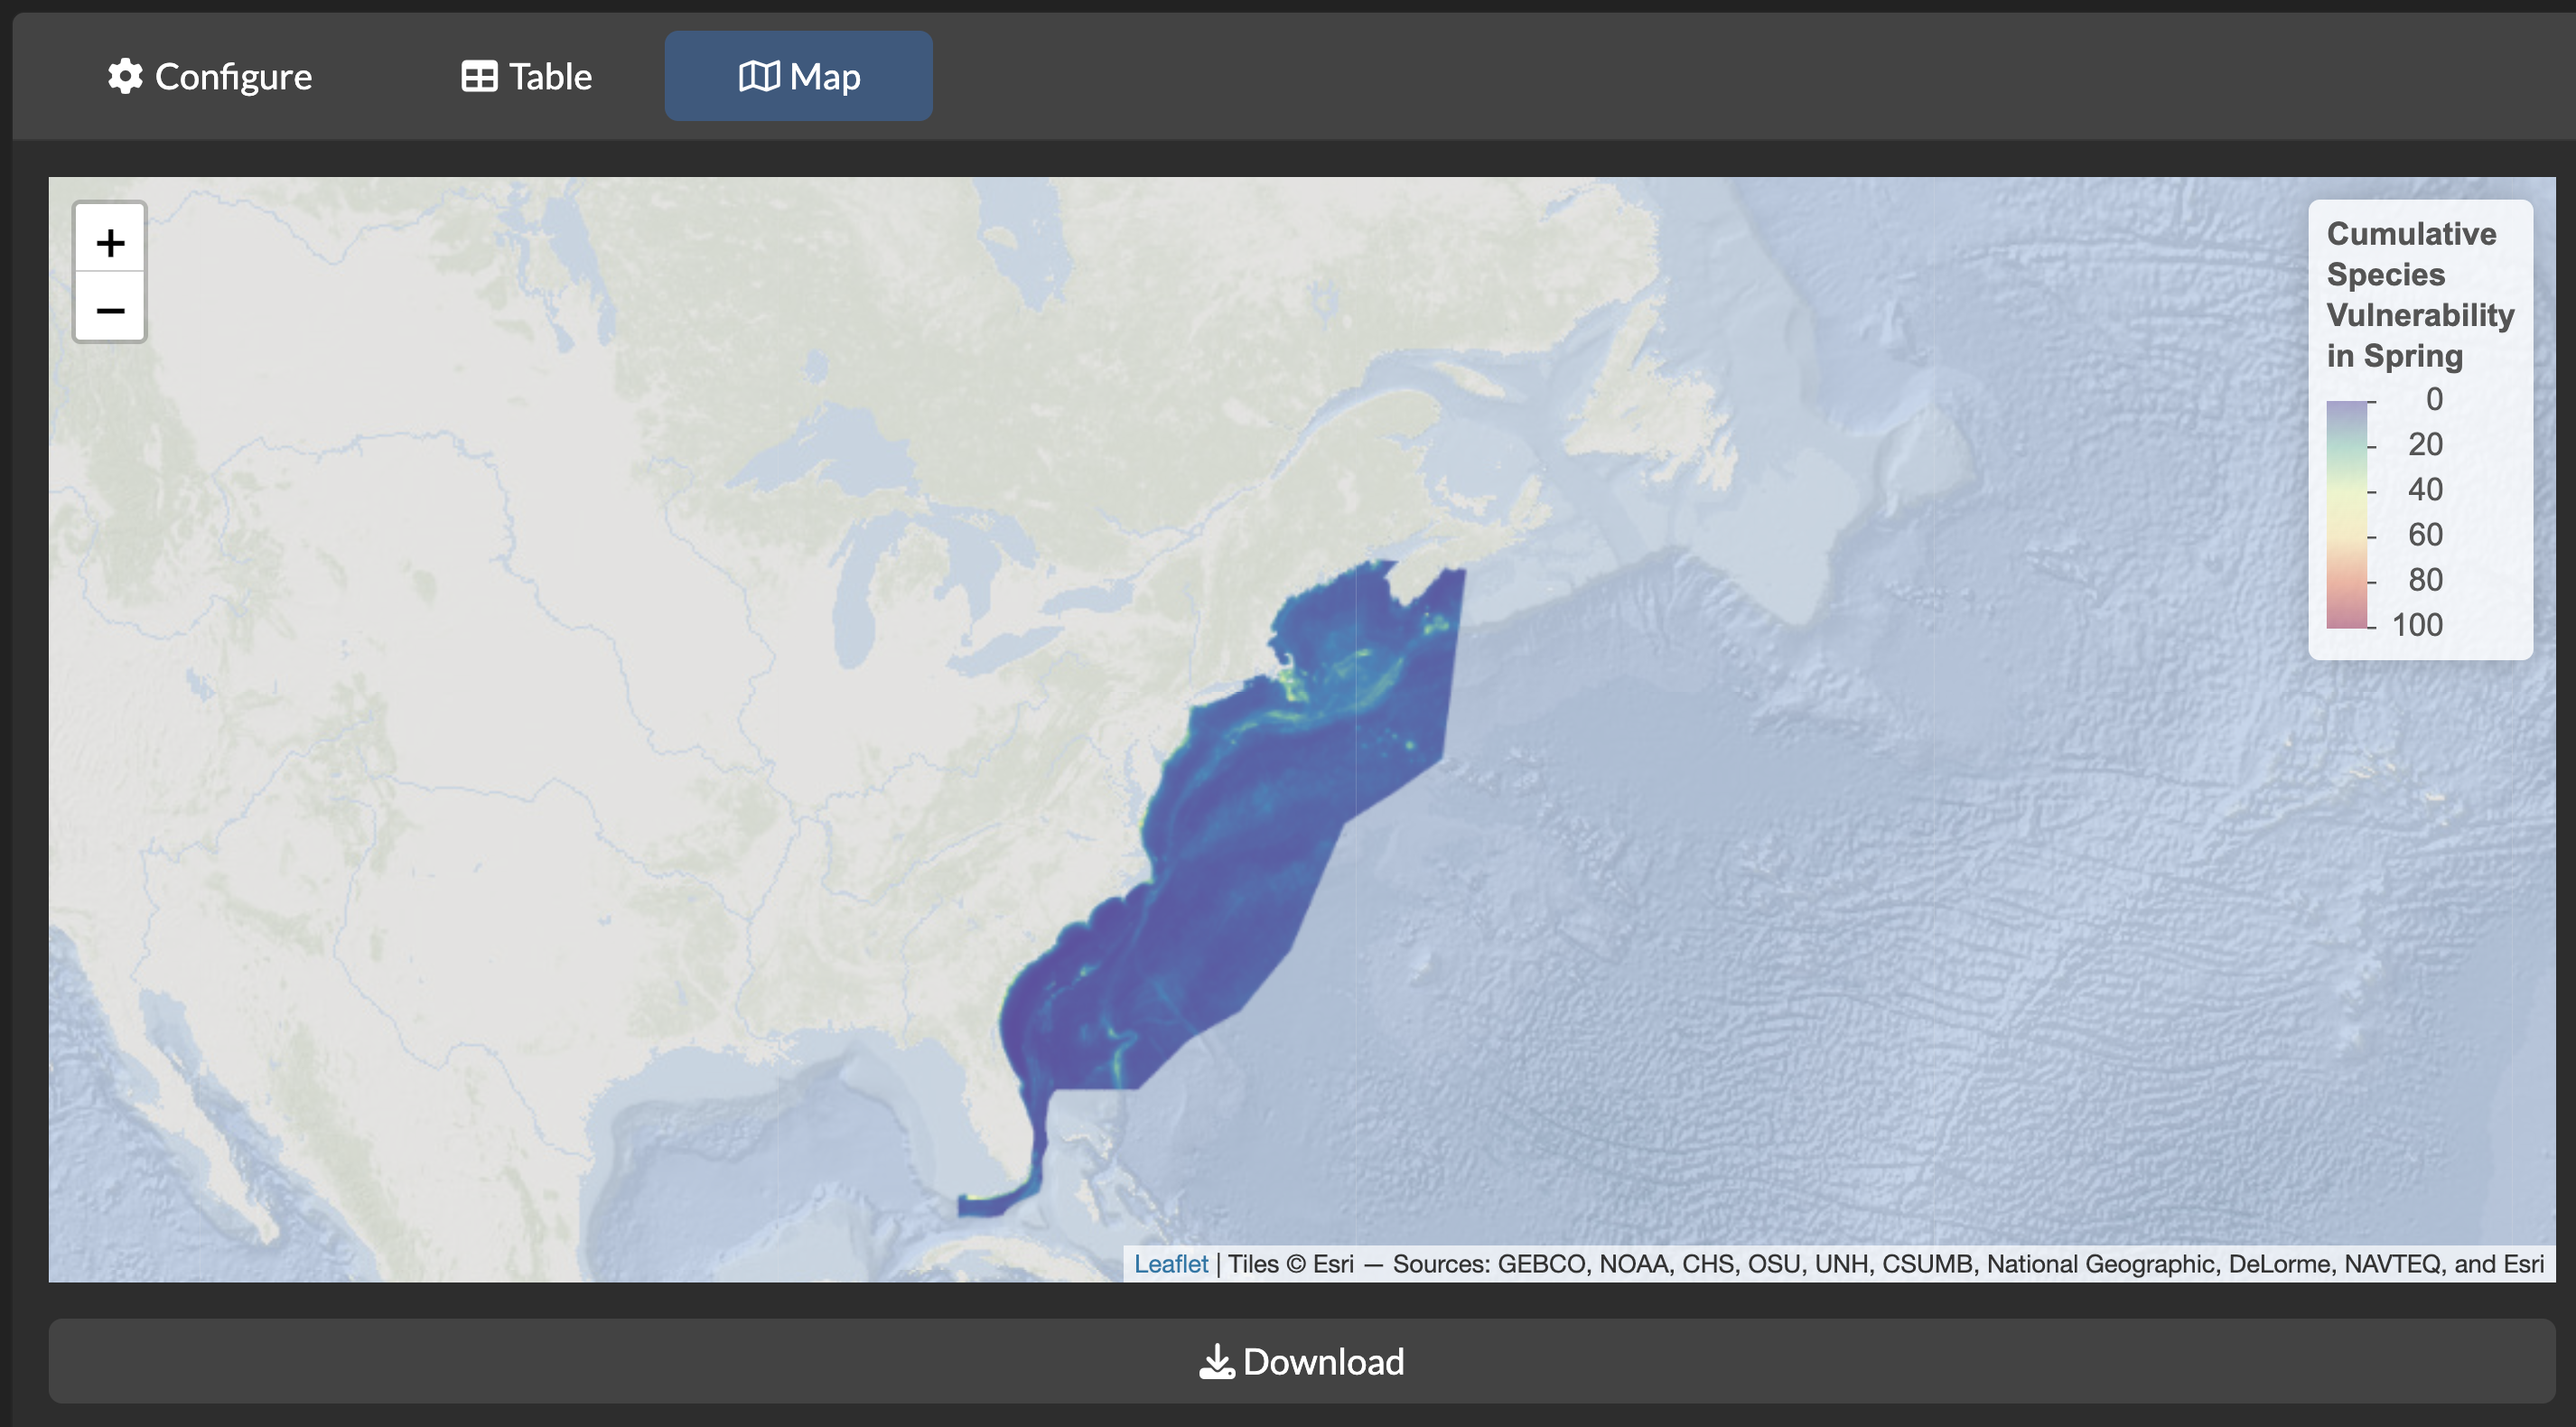 Configure
Table
Map
+
−
Cumulative
Species
Vulnerability
in Spring
0
20
40
60
80
100
Leaflet | Tiles © Esri — Sources: GEBCO, NOAA, CHS, OSU, UNH, CSUMB, National Geographic, DeLorme, NAVTEQ, and Esri
Download